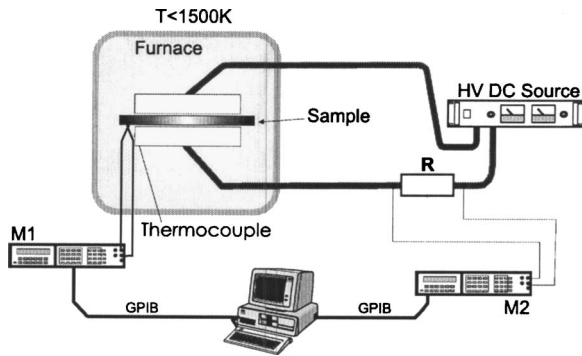 T<1500K
Furnace
HV DC Source
Sample
R
Thermocouple
M1
M2
GPIB
GPIB